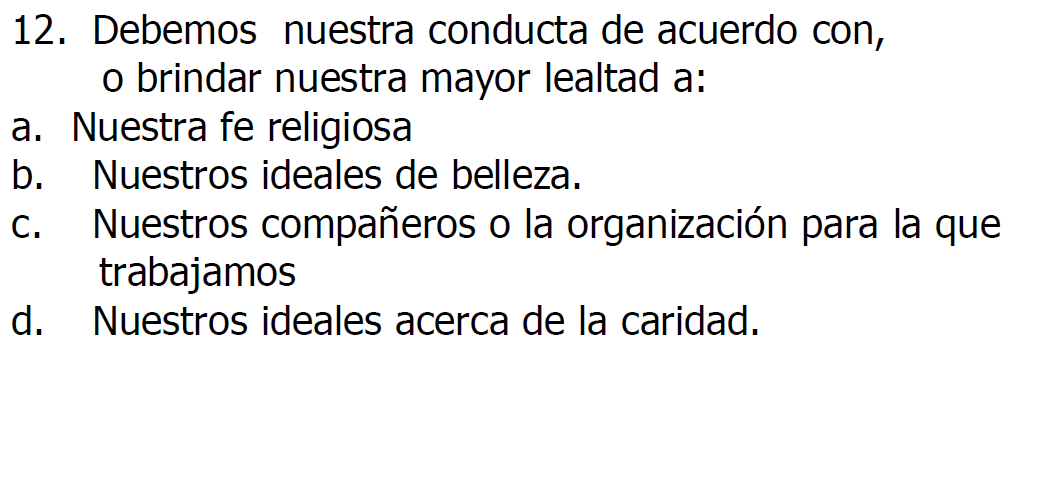 12. Debemos nuestra conducta de acuerdo con,
o brindar nuestra mayor lealtad a:
a. Nuestra fe religiosa
b. Nuestros ideales de belleza.
c. Nuestros compañeros o la organización para la que
trabajamos
d. Nuestros ideales acerca de la caridad.